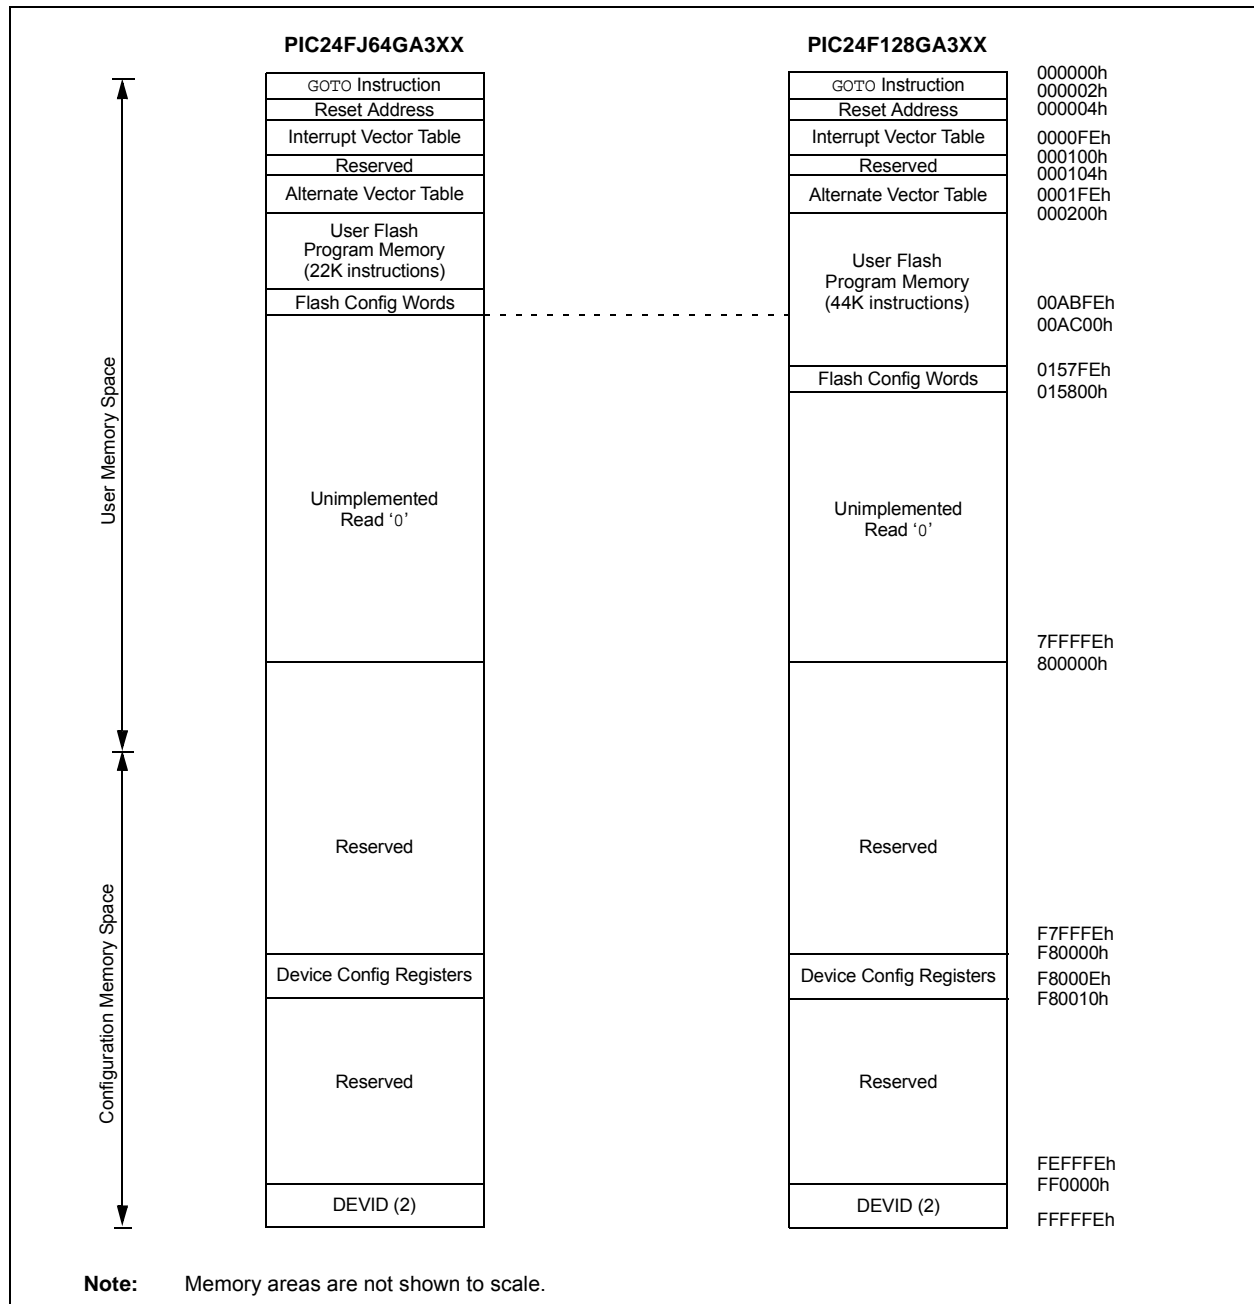 PIC24FJ64GA3XX
GOTO Instruction
Reset Address
Interrupt Vector Table
Reserved
Alternate Vector Table
User Flash
Program Memory
(22K instructions)
Flash Config Words
Unimplemented
Read ‘0’
Reserved
Device Config Registers
Reserved
DEVID (2)
PIC24F128GA3XX
GOTO Instruction
Reset Address
Interrupt Vector Table
Reserved
Alternate Vector Table
User Flash
Program Memory
(44K instructions)
Flash Config Words
Unimplemented
Read ‘0’
Reserved
Device Config Registers
Reserved
DEVID (2)
000000h
000002h
000004h
0000FEh
000100h
000104h
0001FEh
000200h
00ABFEh
00AC00h
0157FEh
015800h
7FFFFEh
800000h
F7FFFEh
F80000h
F8000Eh
F80010h
FEFFFEh
FF0000h
FFFFFEh
User Memory Space
Configuration Memory Space
Note: Memory areas are not shown to scale.